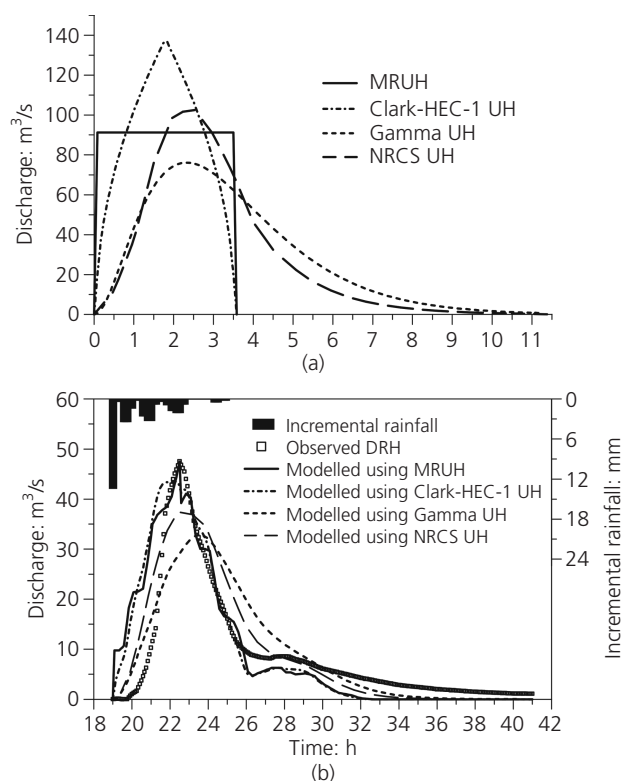 140
120
100
80
60
40
20
0
Discharge: m³/s
MRUH
Clark-HEC-1 UH
Gamma UH
NRCS UH
0 1 2 3 4 5 6 7 8 9 10 11
(a)
60
50
40
30
20
10
0
Discharge: m³/s
Incremental rainfall
Observed DRH
Modelled using MRUH
Modelled using Clark-HEC-1 UH
Modelled using Gamma UH
Modelled using NRCS UH
0
6
9
12
18
24
Incremental rainfall: mm
18 20 22 24 26 28 30 32 34 36 38 40 42
Time: h
(b)